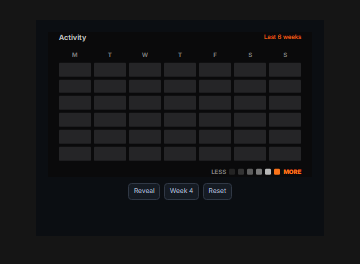 Activity
Last 6 weeks
M T W T F S S
LESS MORE
Reveal Week 4 Reset